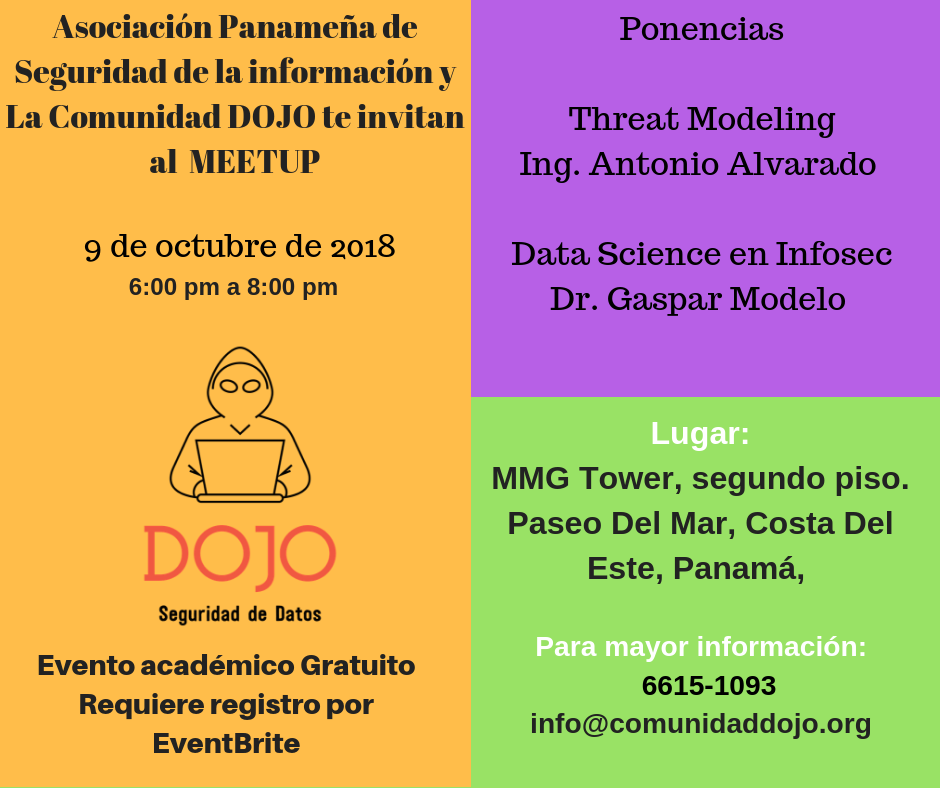 Asociación Panameña de
Seguridad de la información y
La Comunidad DOJO te invitan
al MEETUP
9 de octubre de 2018
6:00 pm a 8:00 pm
DOJO
Seguridad de Datos
Evento académico Gratuito
Requiere registro por
EventBrite
Ponencias
Threat Modeling
Ing. Antonio Alvarado
Data Science en Infosec
Dr. Gaspar Modelo
Lugar:
MMG Tower, segundo piso.
Paseo Del Mar, Costa Del
Este, Panamá,
Para mayor información:
6615-1093
info@comunidaddojo.org